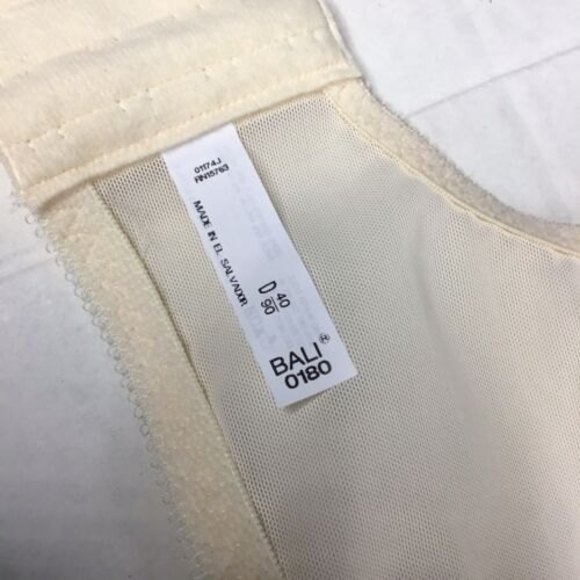 01174J
RN15763
MADE IN EL SALVADOR
D 40/90
BALI®
0180